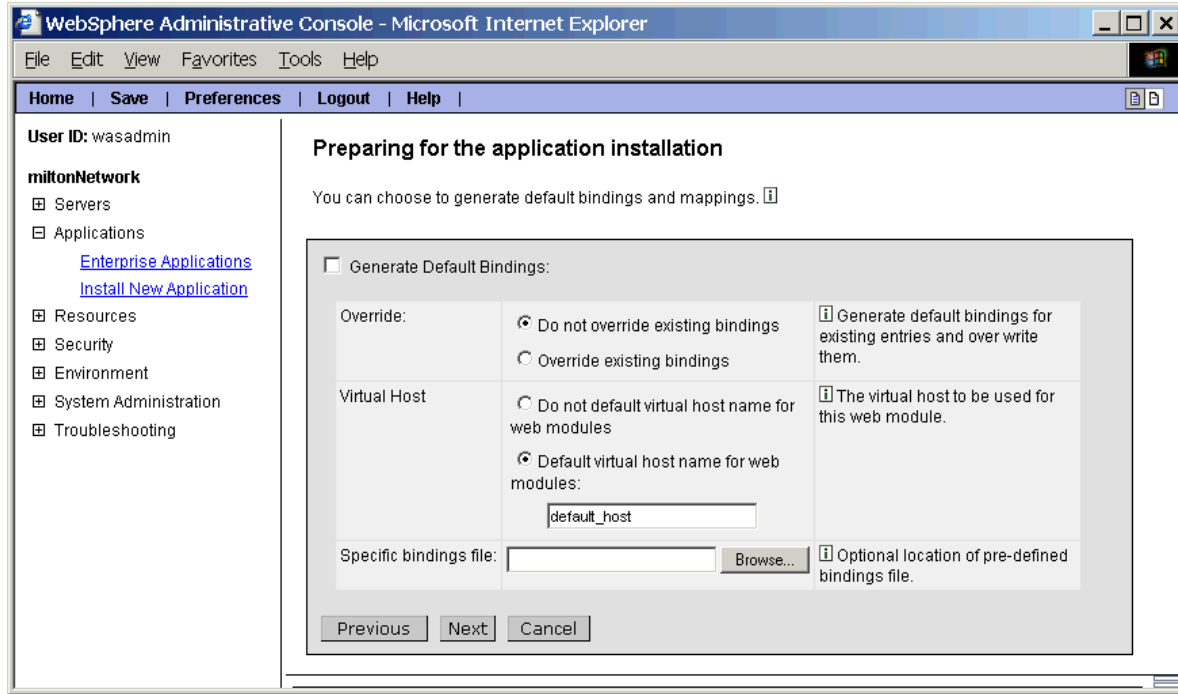 WebSphere Administrative Console - Microsoft Internet Explorer
File Edit View Favorites Tools Help
Home | Save | Preferences | Logout | Help |
User ID: wasadmin
miltonNetwork
Servers
Applications
Enterprise Applications
Install New Application
Resources
Security
Environment
System Administration
Troubleshooting
Preparing for the application installation
You can choose to generate default bindings and mappings. i
Generate Default Bindings:
Override:
Do not override existing bindings
Override existing bindings
i Generate default bindings for
existing entries and over write
them.
Virtual Host
Do not default virtual host name for
web modules
Default virtual host name for web
modules:
default_host
i The virtual host to be used for
this web module.
Specific bindings file:
Browse...
i Optional location of pre-defined
bindings file.
Previous Next Cancel